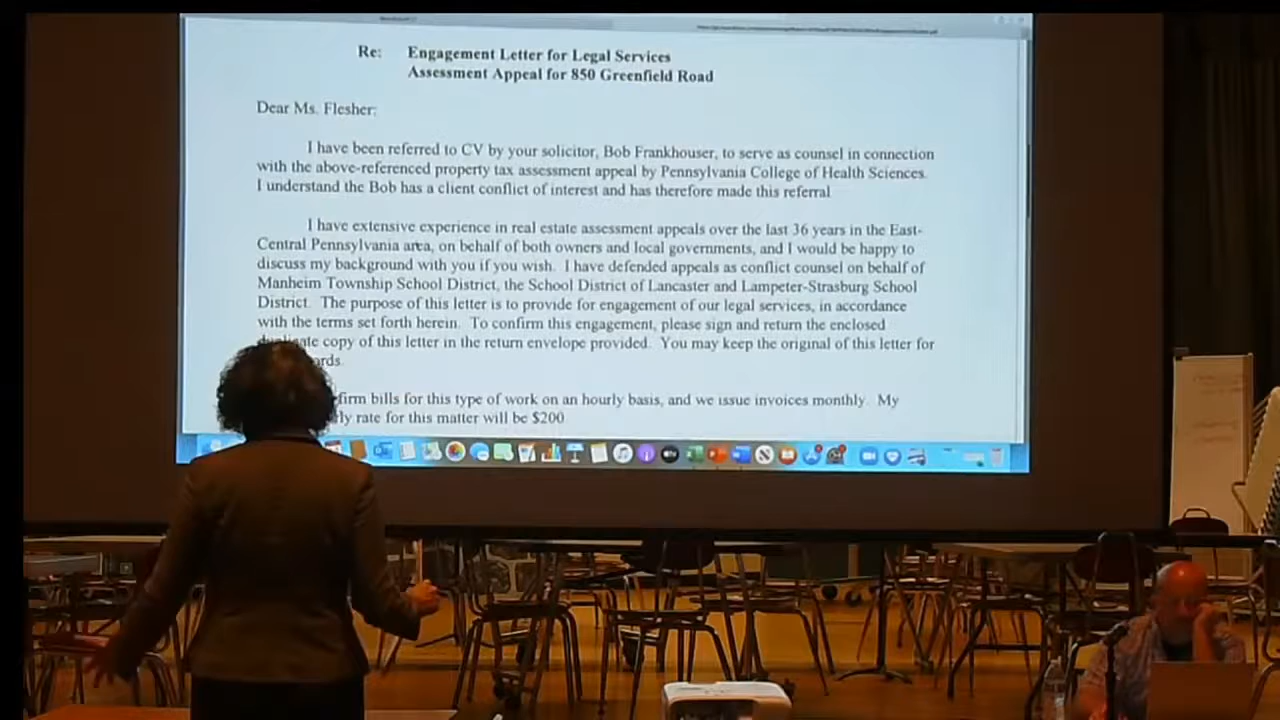 Re: Engagement Letter for Legal Services
Assessment Appeal for 850 Greenfield Road
Dear Ms. Flesher:
I have been referred to CV by your solicitor, Bob Frankhouser, to serve as counsel in connection
with the above-referenced property tax assessment appeal by Pennsylvania College of Health Sciences.
I understand the Bob has a client conflict of interest and has therefore made this referral
I have extensive experience in real estate assessment appeals over the last 36 years in the East-
Central Pennsylvania area, on behalf of both owners and local governments, and I would be happy to
discuss my background with you if you wish. I have defended appeals as conflict counsel on behalf of
Manheim Township School District, the School District of Lancaster and Lampeter-Strasburg School
District. The purpose of this letter is to provide for engagement of our legal services, in accordance
with the terms set forth herein. To confirm this engagement, please sign and return the enclosed
copy of this letter in the return envelope provided. You may keep the original of this letter for
firm bills for this type of work on an hourly basis, and we issue invoices monthly. My
rate for this matter will be $200